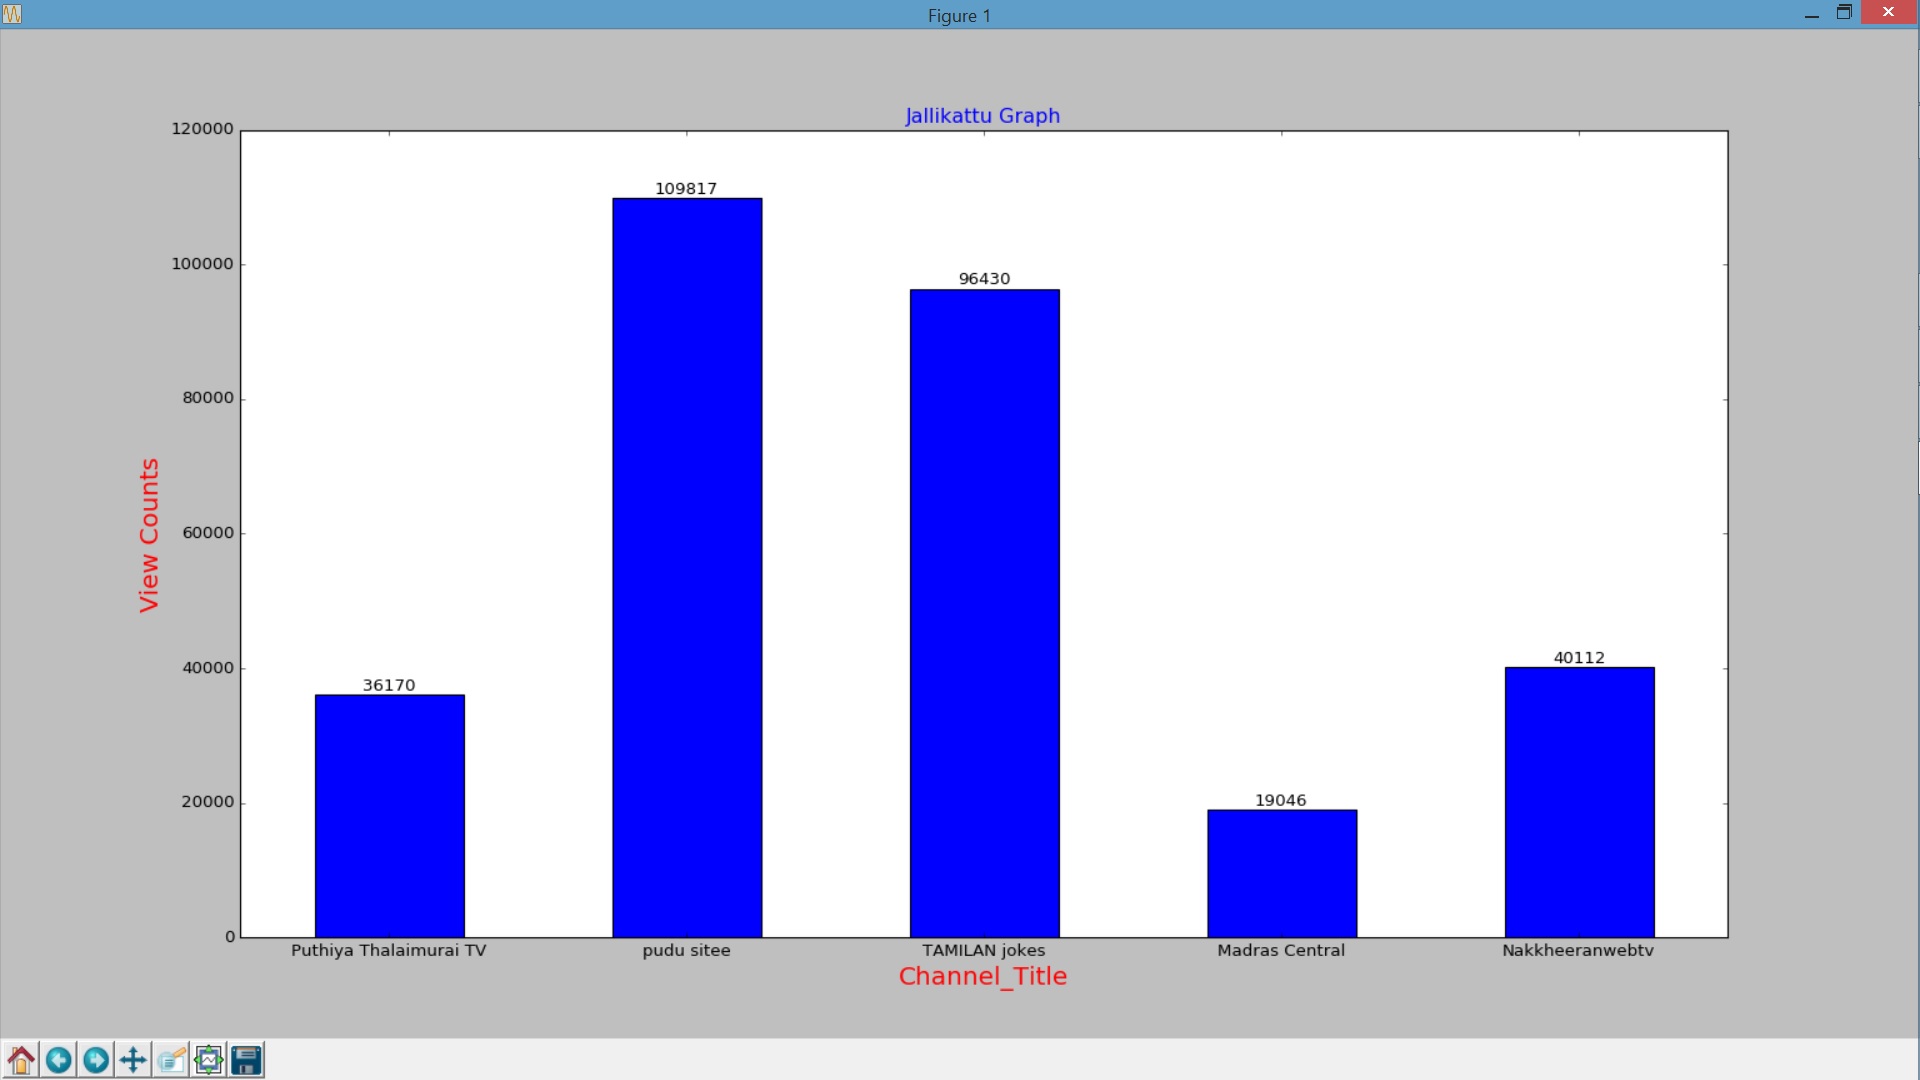 Figure 1
Jallikattu Graph
120000
100000
80000
60000
40000
20000
0
View Counts
36170
109817
96430
19046
40112
Puthiya Thalaimurai TV
pudu sitee
TAMILAN jokes
Madras Central
Nakkheeranwebtv
Channel_Title